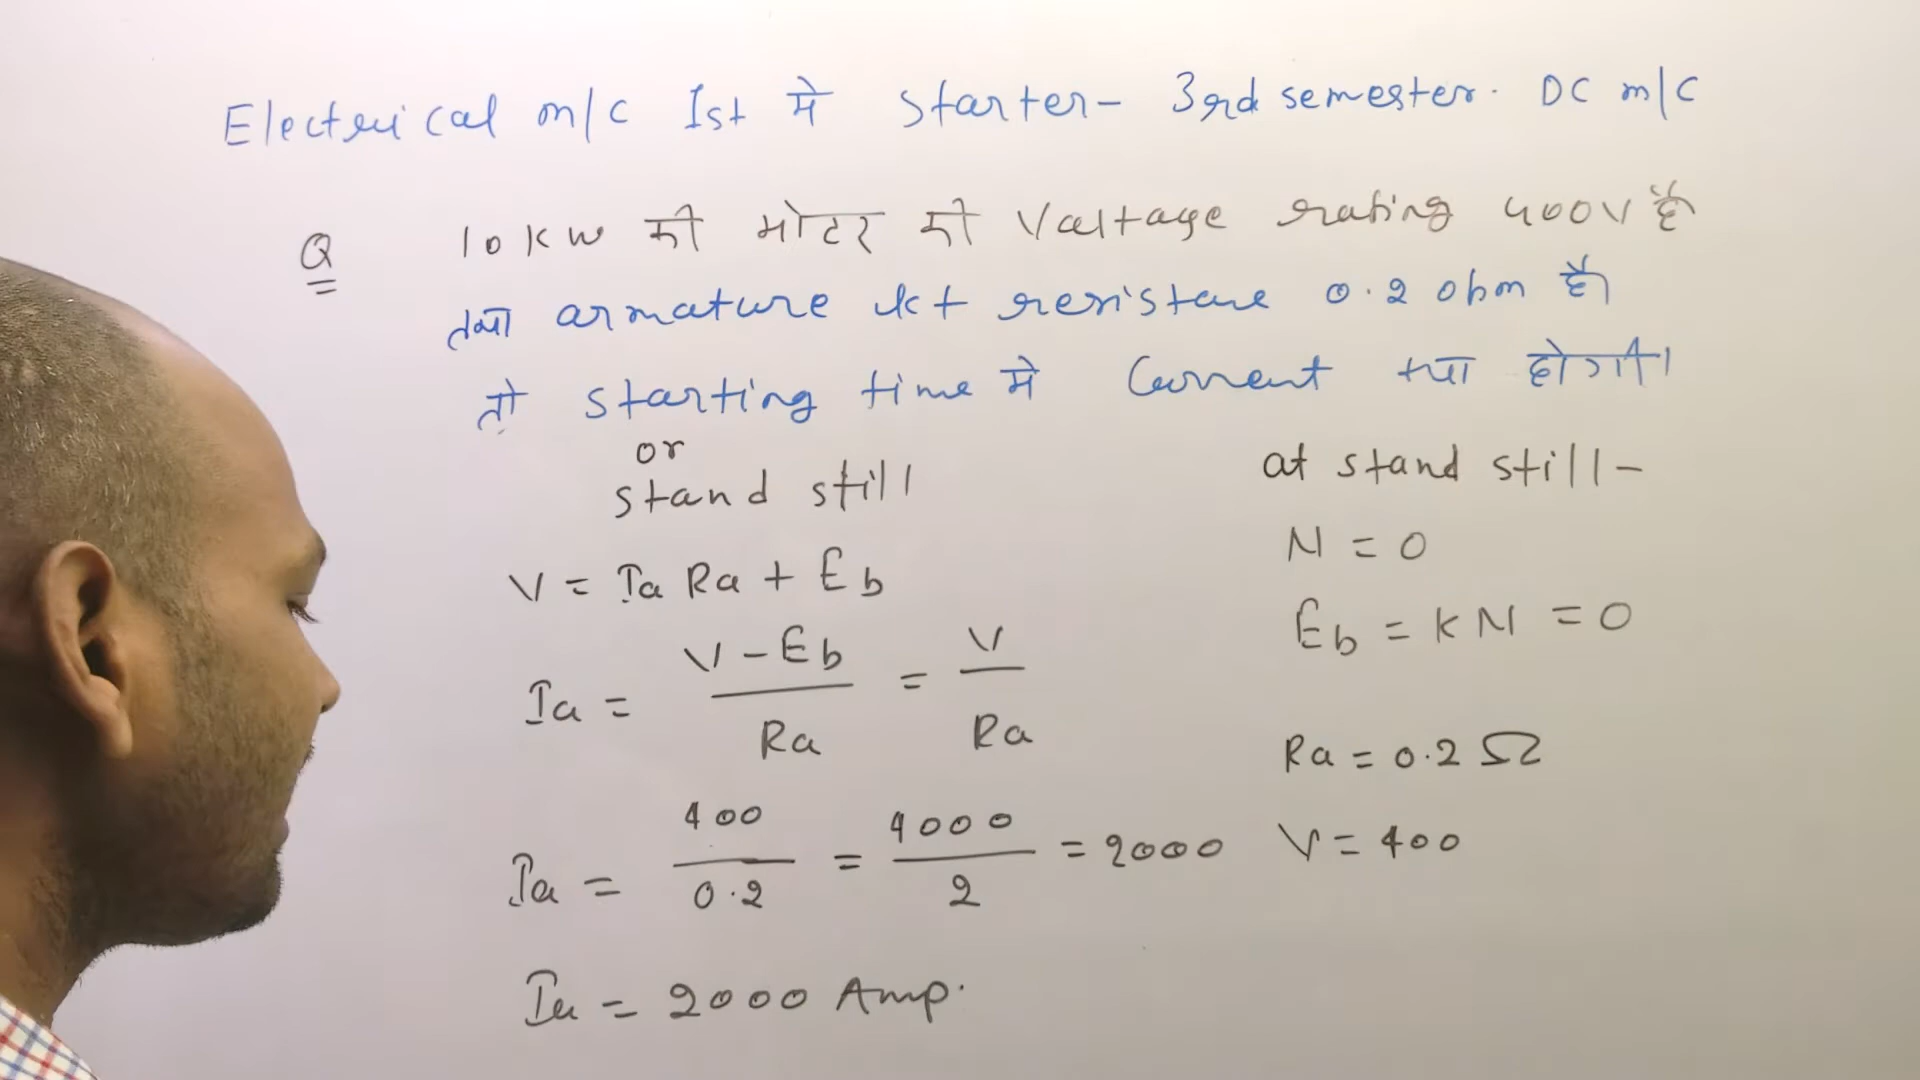 Electrical m/c Ist में Starter- 3rd semester. DC m/c
Q 10 kw की मोटर की Valtage rating 400V है
तथा armature ckt resistane 0.2 ohm है
तो starting time में Current क्या होगी।
or
stand still
at stand still-
V = Ia Ra + Eb
N = 0
Eb = KN = 0
Ia = V-Eb / Ra = V / Ra
Ra = 0.2 Ω
Ia = 400 / 0.2 = 4000 / 2 = 2000
V = 400
Ia = 2000 Amp.